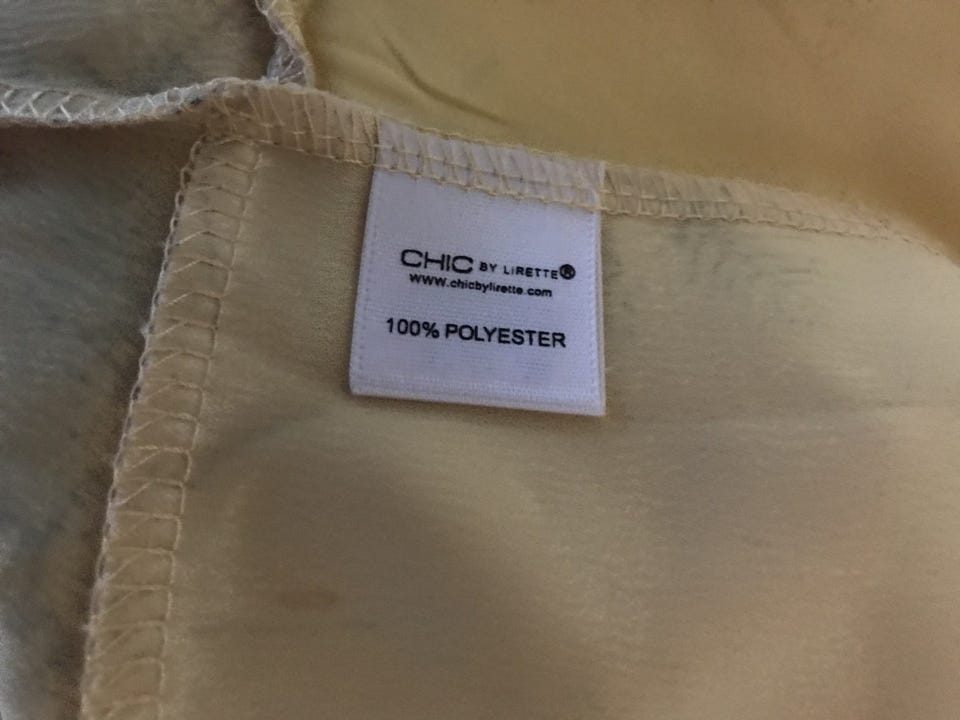 CHIC BY LiRETTE®
www.chicbylirette.com
100% POLYESTER